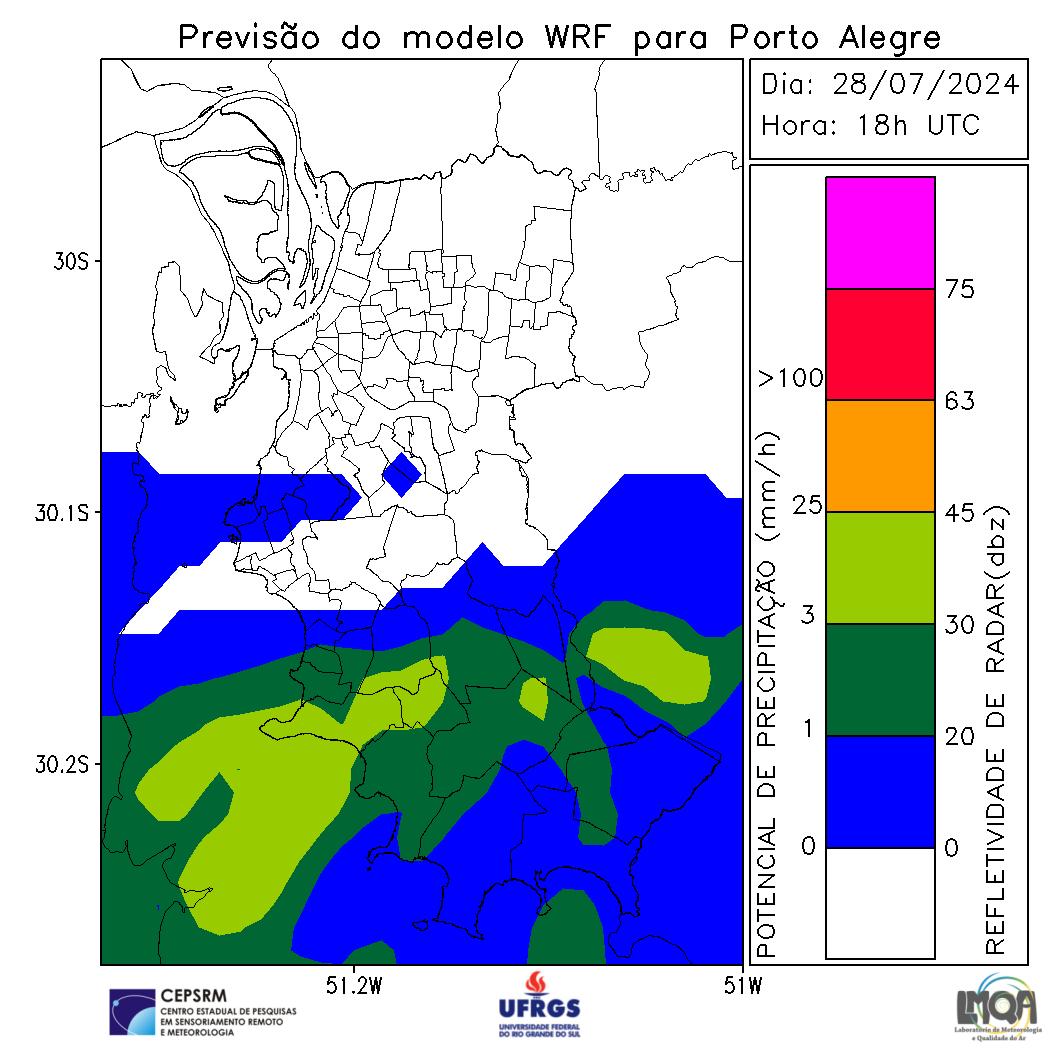 Previsão do modelo WRF para Porto Alegre
Dia: 28/07/2024
Hora: 18h UTC
30S
30.1S
30.2S
51.2W
51W
POTENCIAL DE PRECIPITAÇÃO (mm/h)
>100
25
3
1
0
75
63
45
30
20
0
REFLETIVIDADE DE RADAR(dbz)
CEPSRM
CENTRO ESTADUAL DE PESQUISAS
EM SENSORIAMENTO REMOTO
E METEOROLOGIA
UFRGS
UNIVERSIDADE FEDERAL
DO RIO GRANDE DO SUL
LMQA
Laboratório de Meteorologia
e Qualidade do Ar